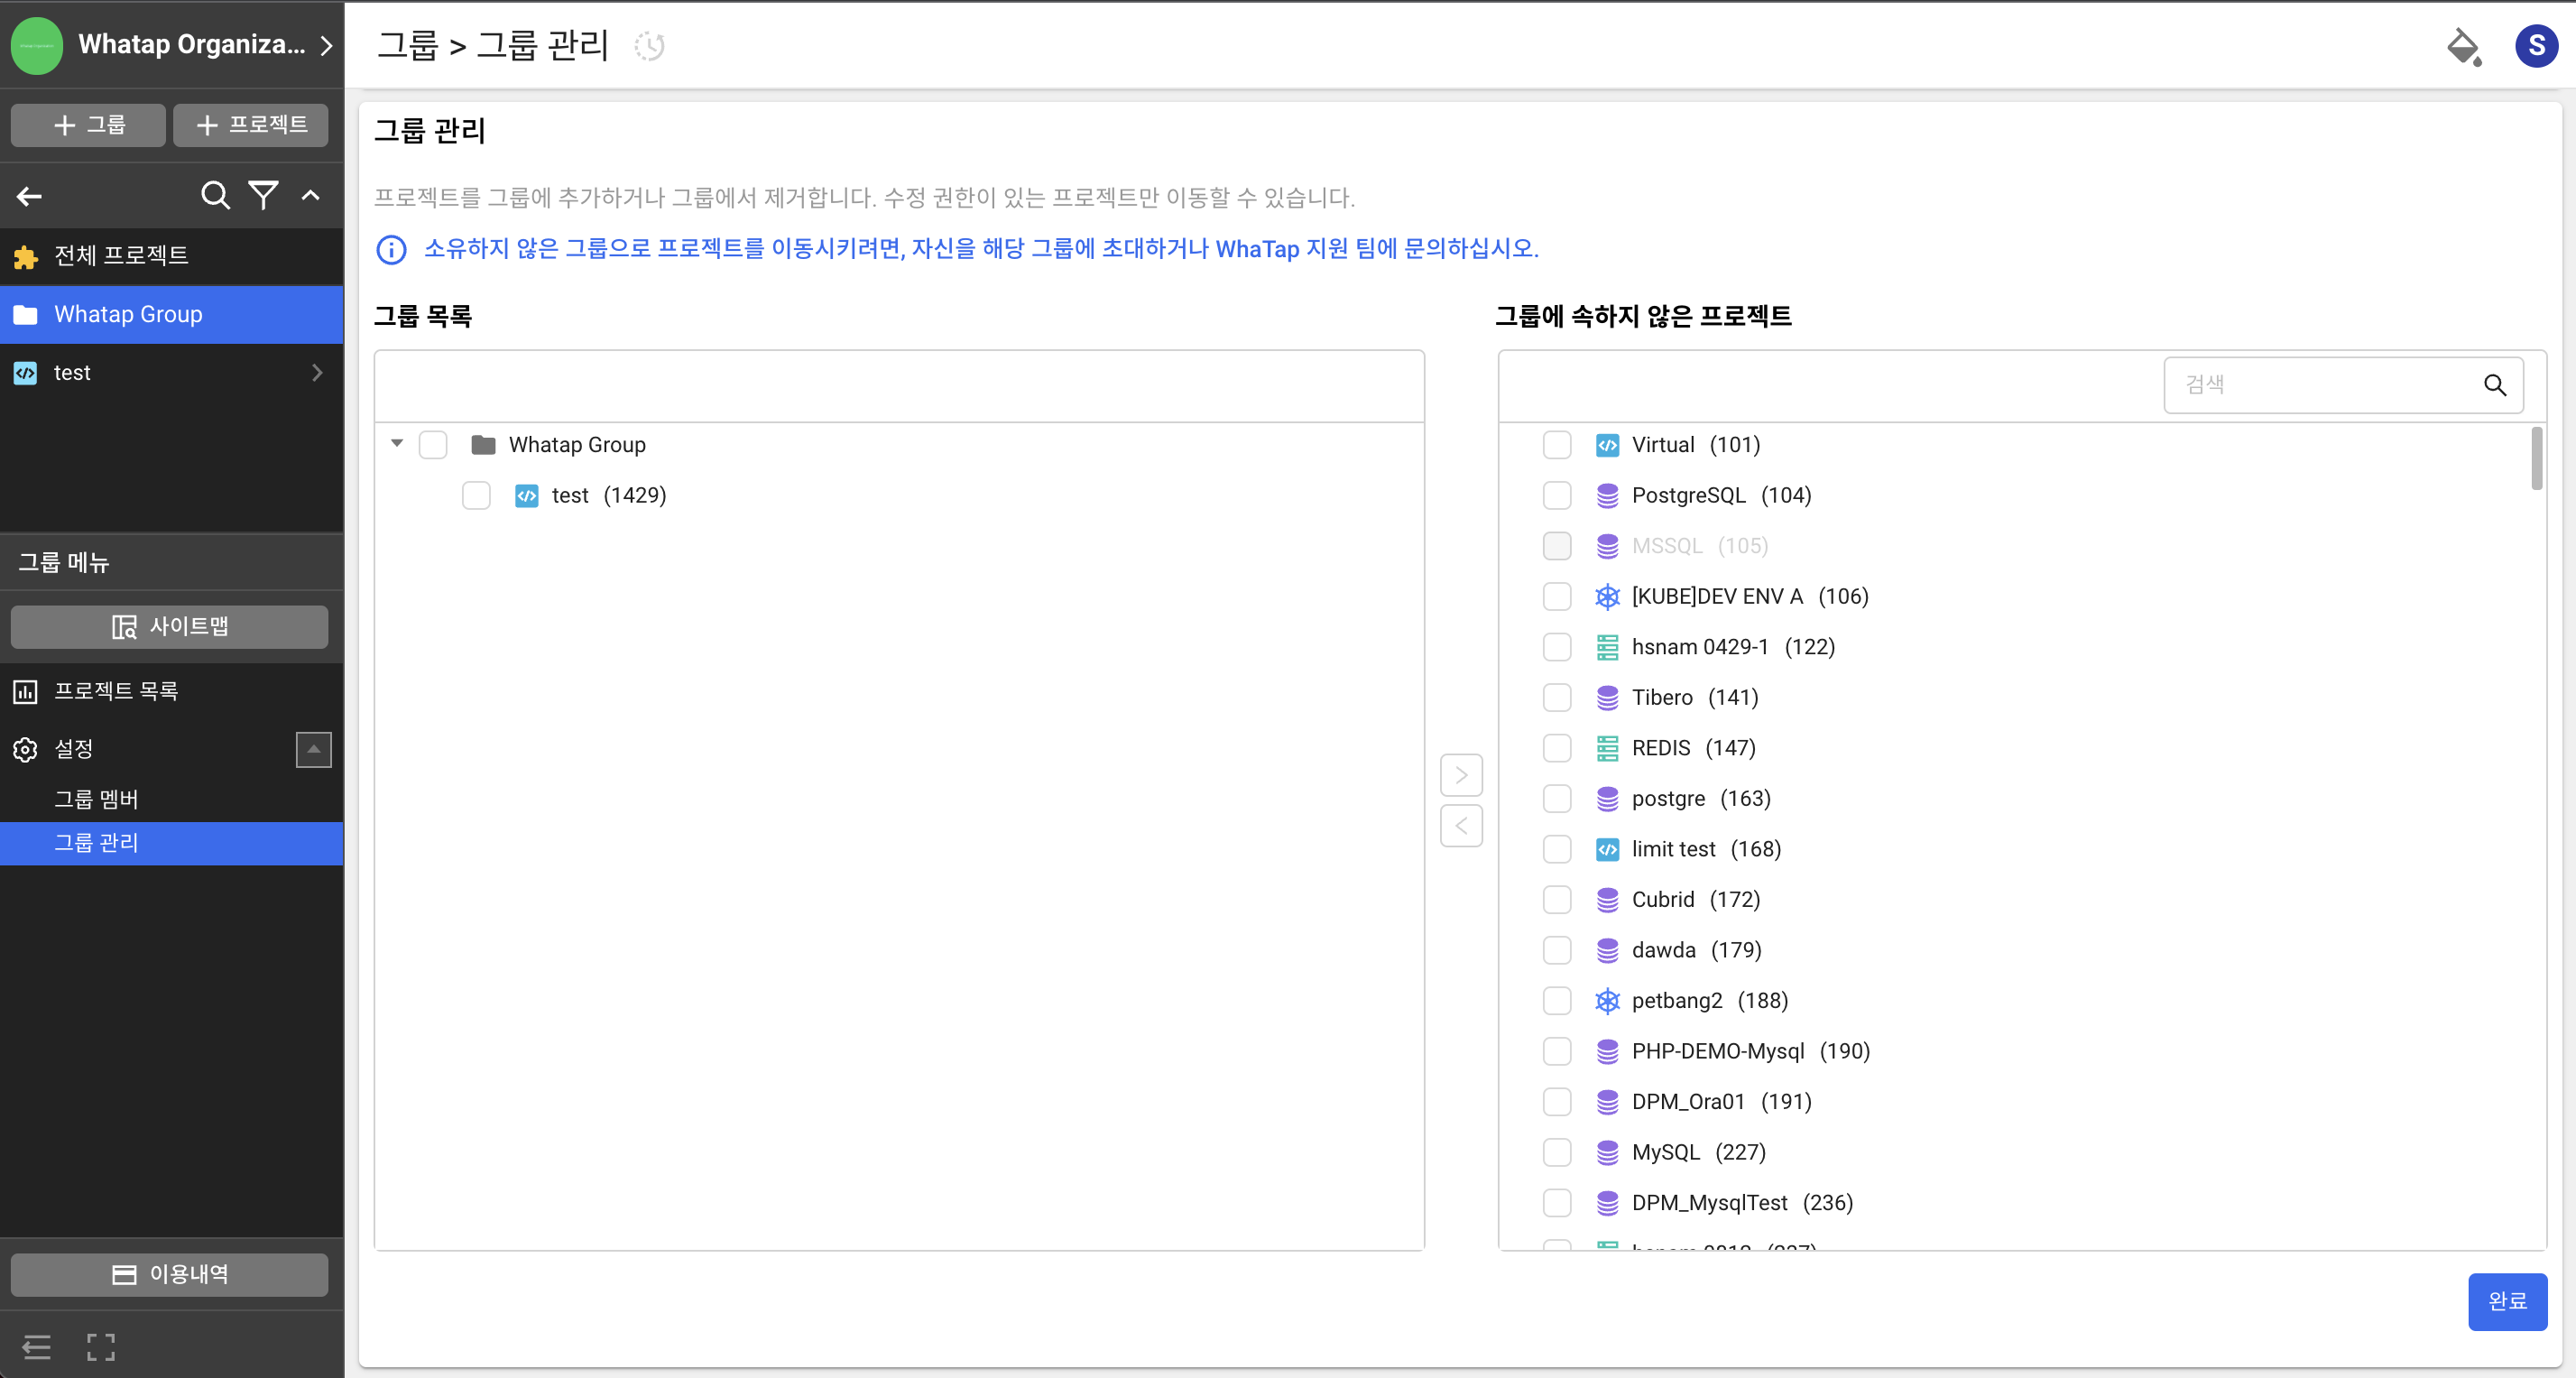 Whatap Organiza...
그룹 > 그룹 관리
S
그룹
프로젝트
전체 프로젝트
Whatap Group
test
그룹 메뉴
사이트맵
프로젝트 목록
설정
그룹 멤버
그룹 관리
이용내역
그룹 관리
프로젝트를 그룹에 추가하거나 그룹에서 제거합니다. 수정 권한이 있는 프로젝트만 이동할 수 있습니다.
소유하지 않은 그룹으로 프로젝트를 이동시키려면, 자신을 해당 그룹에 초대하거나 WhaTap 지원 팀에 문의하십시오.
그룹 목록
Whatap Group
test (1429)
그룹에 속하지 않은 프로젝트
검색
Virtual (101)
PostgreSQL (104)
MSSQL (105)
[KUBE]DEV ENV A (106)
hsnam 0429-1 (122)
Tibero (141)
REDIS (147)
postgre (163)
limit test (168)
Cubrid (172)
dawda (179)
petbang2 (188)
PHP-DEMO-Mysql (190)
DPM_Ora01 (191)
MySQL (227)
DPM_MysqlTest (236)
완료